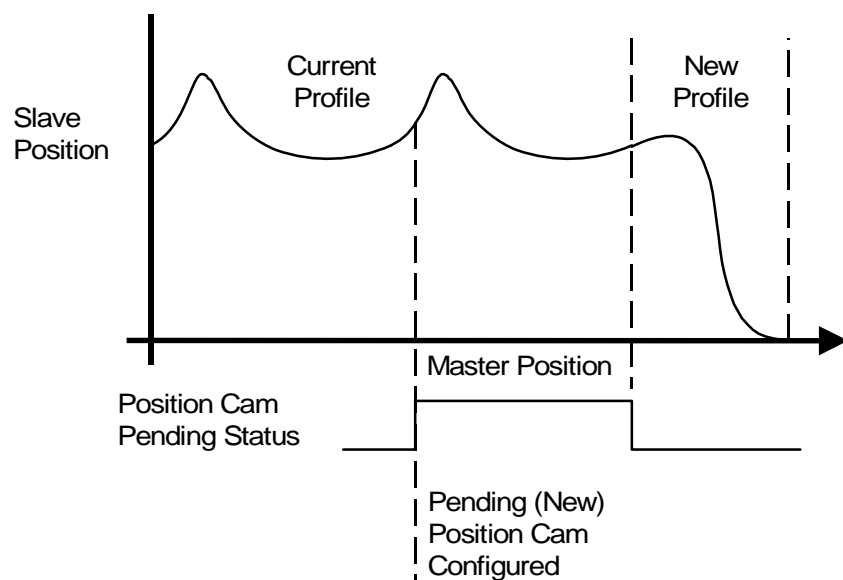 Current
Profile
New
Profile
Slave
Position
Master Position
Position Cam
Pending Status
Pending (New)
Position Cam
Configured